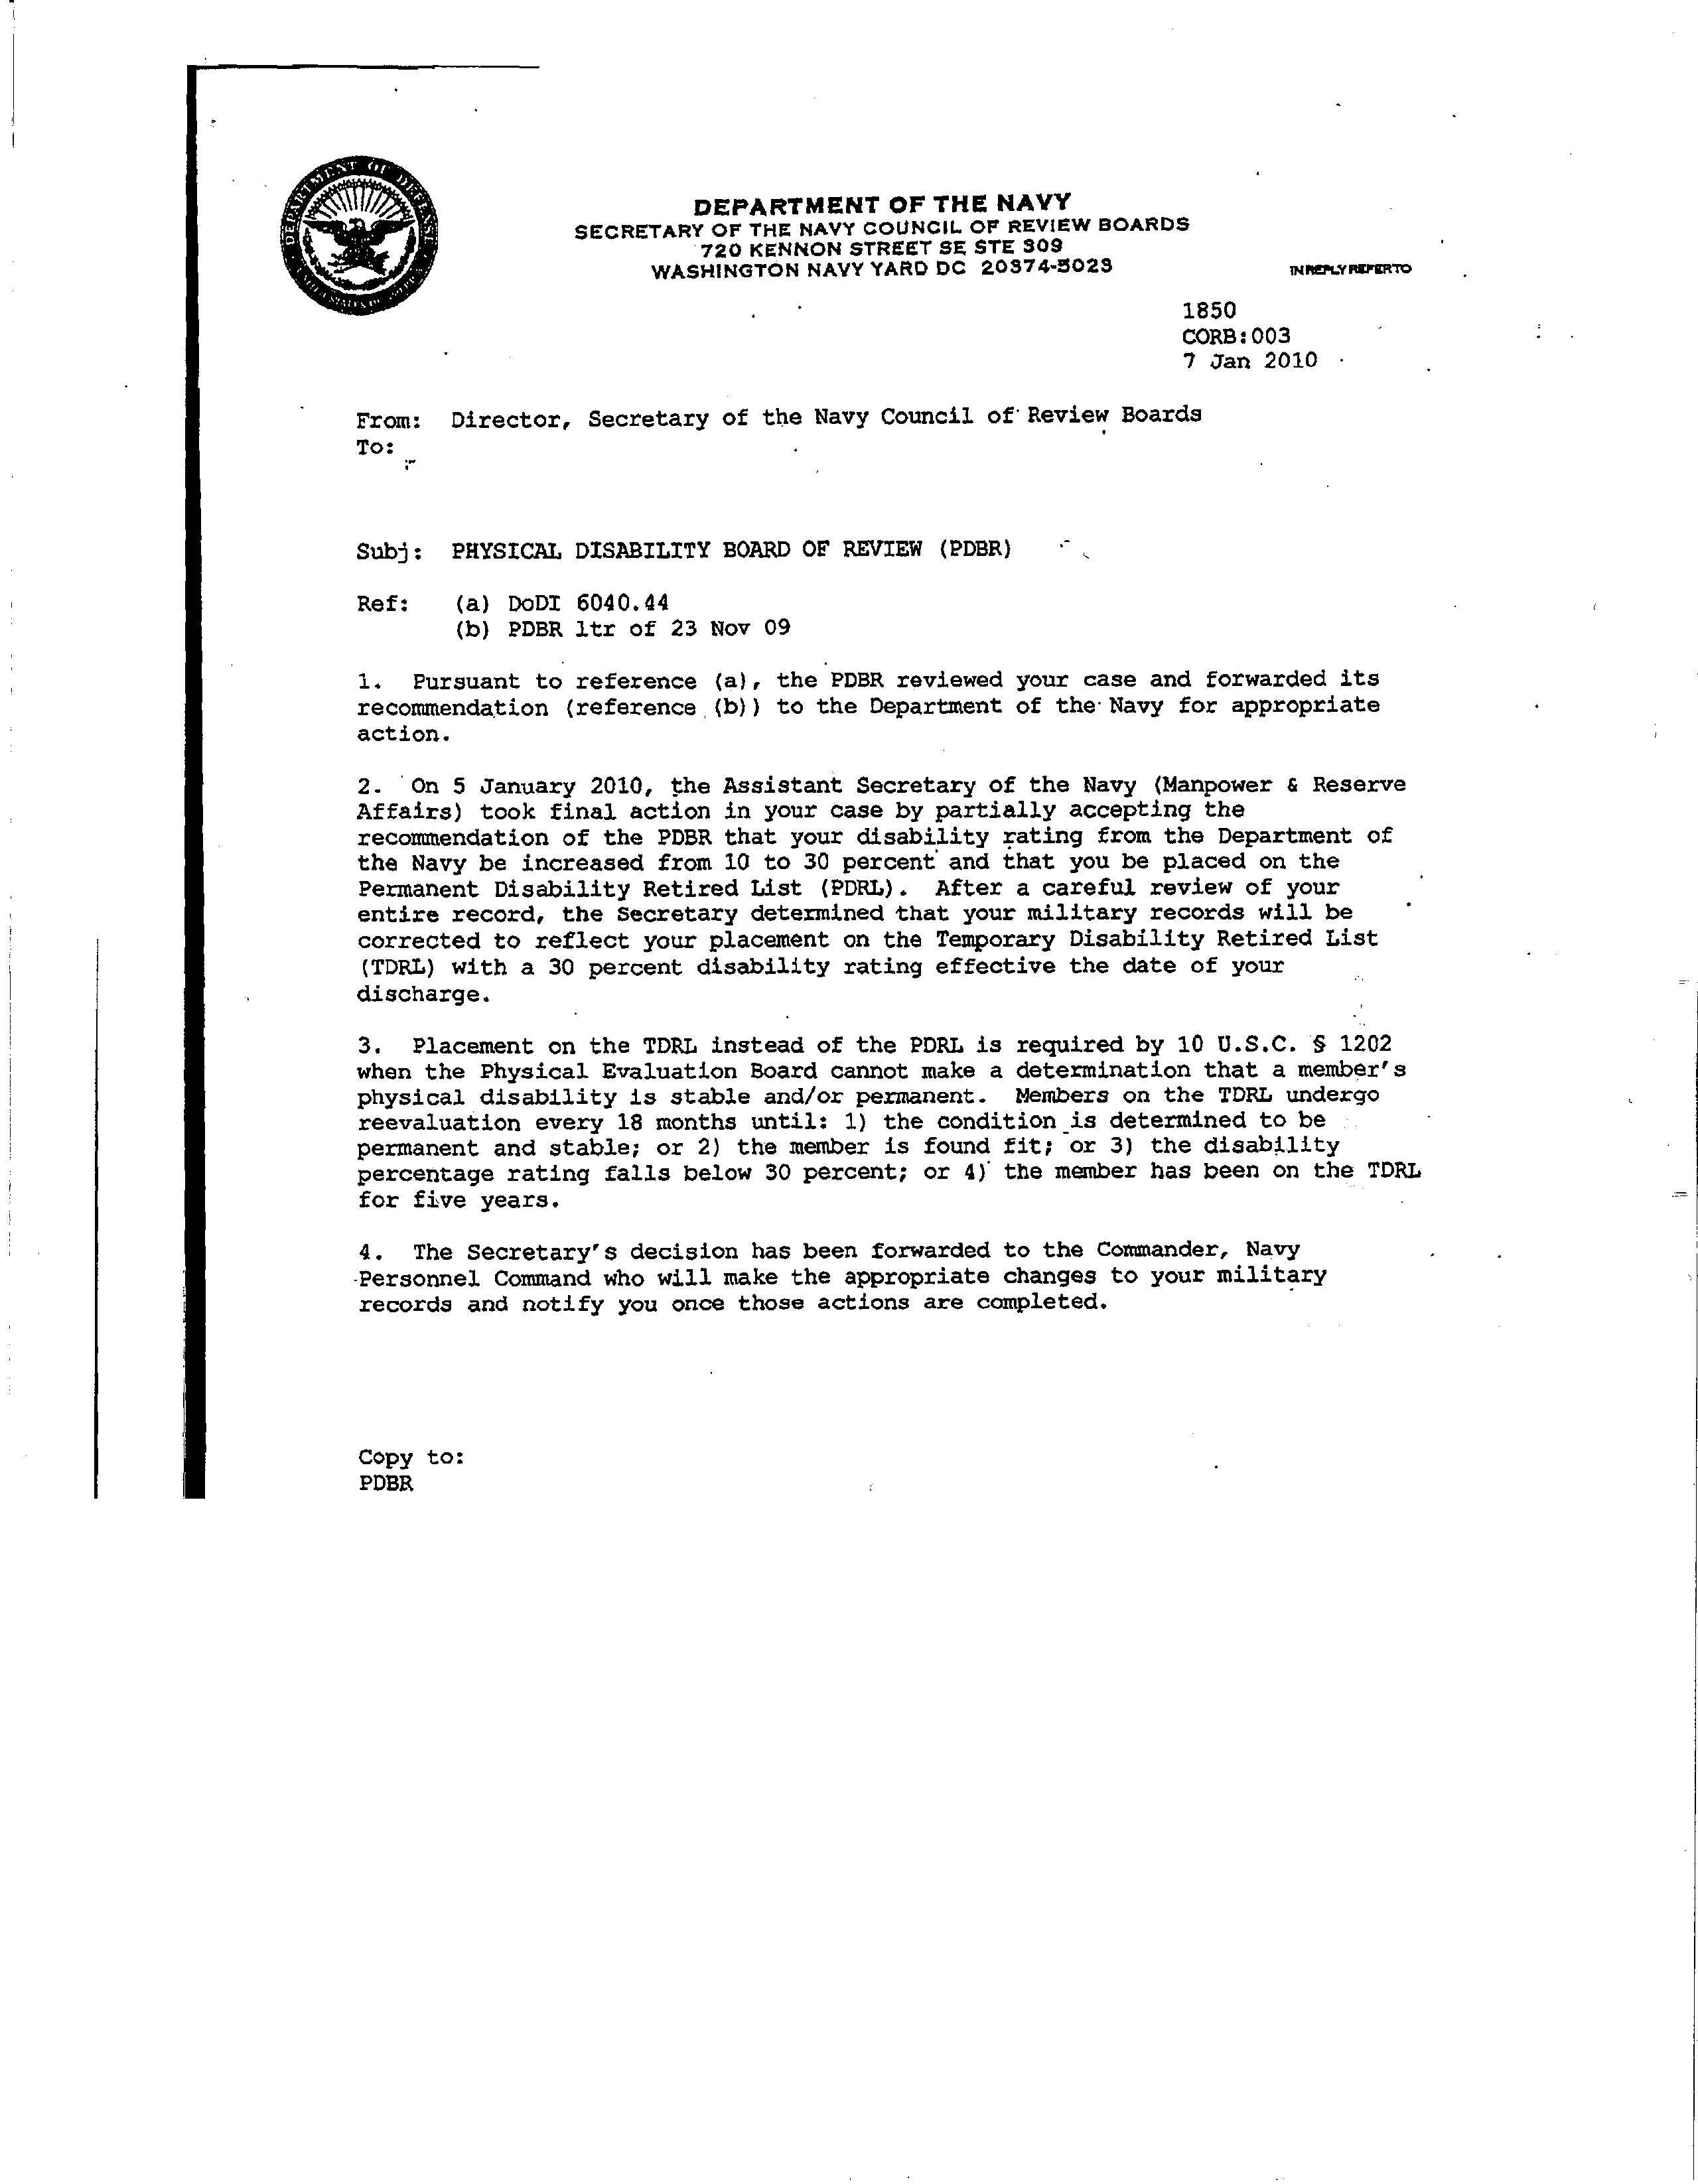 DEPARTMENT OF THE NAVY
SECRETARY OF THE NAVY COUNCIL OF REVIEW BOARDS
720 KENNON STREET SE STE 309
WASHINGTON NAVY YARD DC 20374-5023
IN REPLY REFER TO
1850
CORB:003
7 Jan 2010
From: Director, Secretary of the Navy Council of Review Boards
To:
Subj: PHYSICAL DISABILITY BOARD OF REVIEW (PDBR)
Ref: (a) DoDI 6040.44
(b) PDBR ltr of 23 Nov 09
1. Pursuant to reference (a), the PDBR reviewed your case and forwarded its
recommendation (reference (b)) to the Department of the Navy for appropriate
action.
2. On 5 January 2010, the Assistant Secretary of the Navy (Manpower & Reserve
Affairs) took final action in your case by partially accepting the
recommendation of the PDBR that your disability rating from the Department of
the Navy be increased from 10 to 30 percent and that you be placed on the
Permanent Disability Retired List (PDRL). After a careful review of your
entire record, the Secretary determined that your military records will be
corrected to reflect your placement on the Temporary Disability Retired List
(TDRL) with a 30 percent disability rating effective the date of your
discharge.
3. Placement on the TDRL instead of the PDRL is required by 10 U.S.C. § 1202
when the Physical Evaluation Board cannot make a determination that a member's
physical disability is stable and/or permanent. Members on the TDRL undergo
reevaluation every 18 months until: 1) the condition is determined to be
permanent and stable; or 2) the member is found fit; or 3) the disability
percentage rating falls below 30 percent; or 4) the member has been on the TDRL
for five years.
4. The Secretary's decision has been forwarded to the Commander, Navy
Personnel Command who will make the appropriate changes to your military
records and notify you once those actions are completed.
Copy to:
PDBR